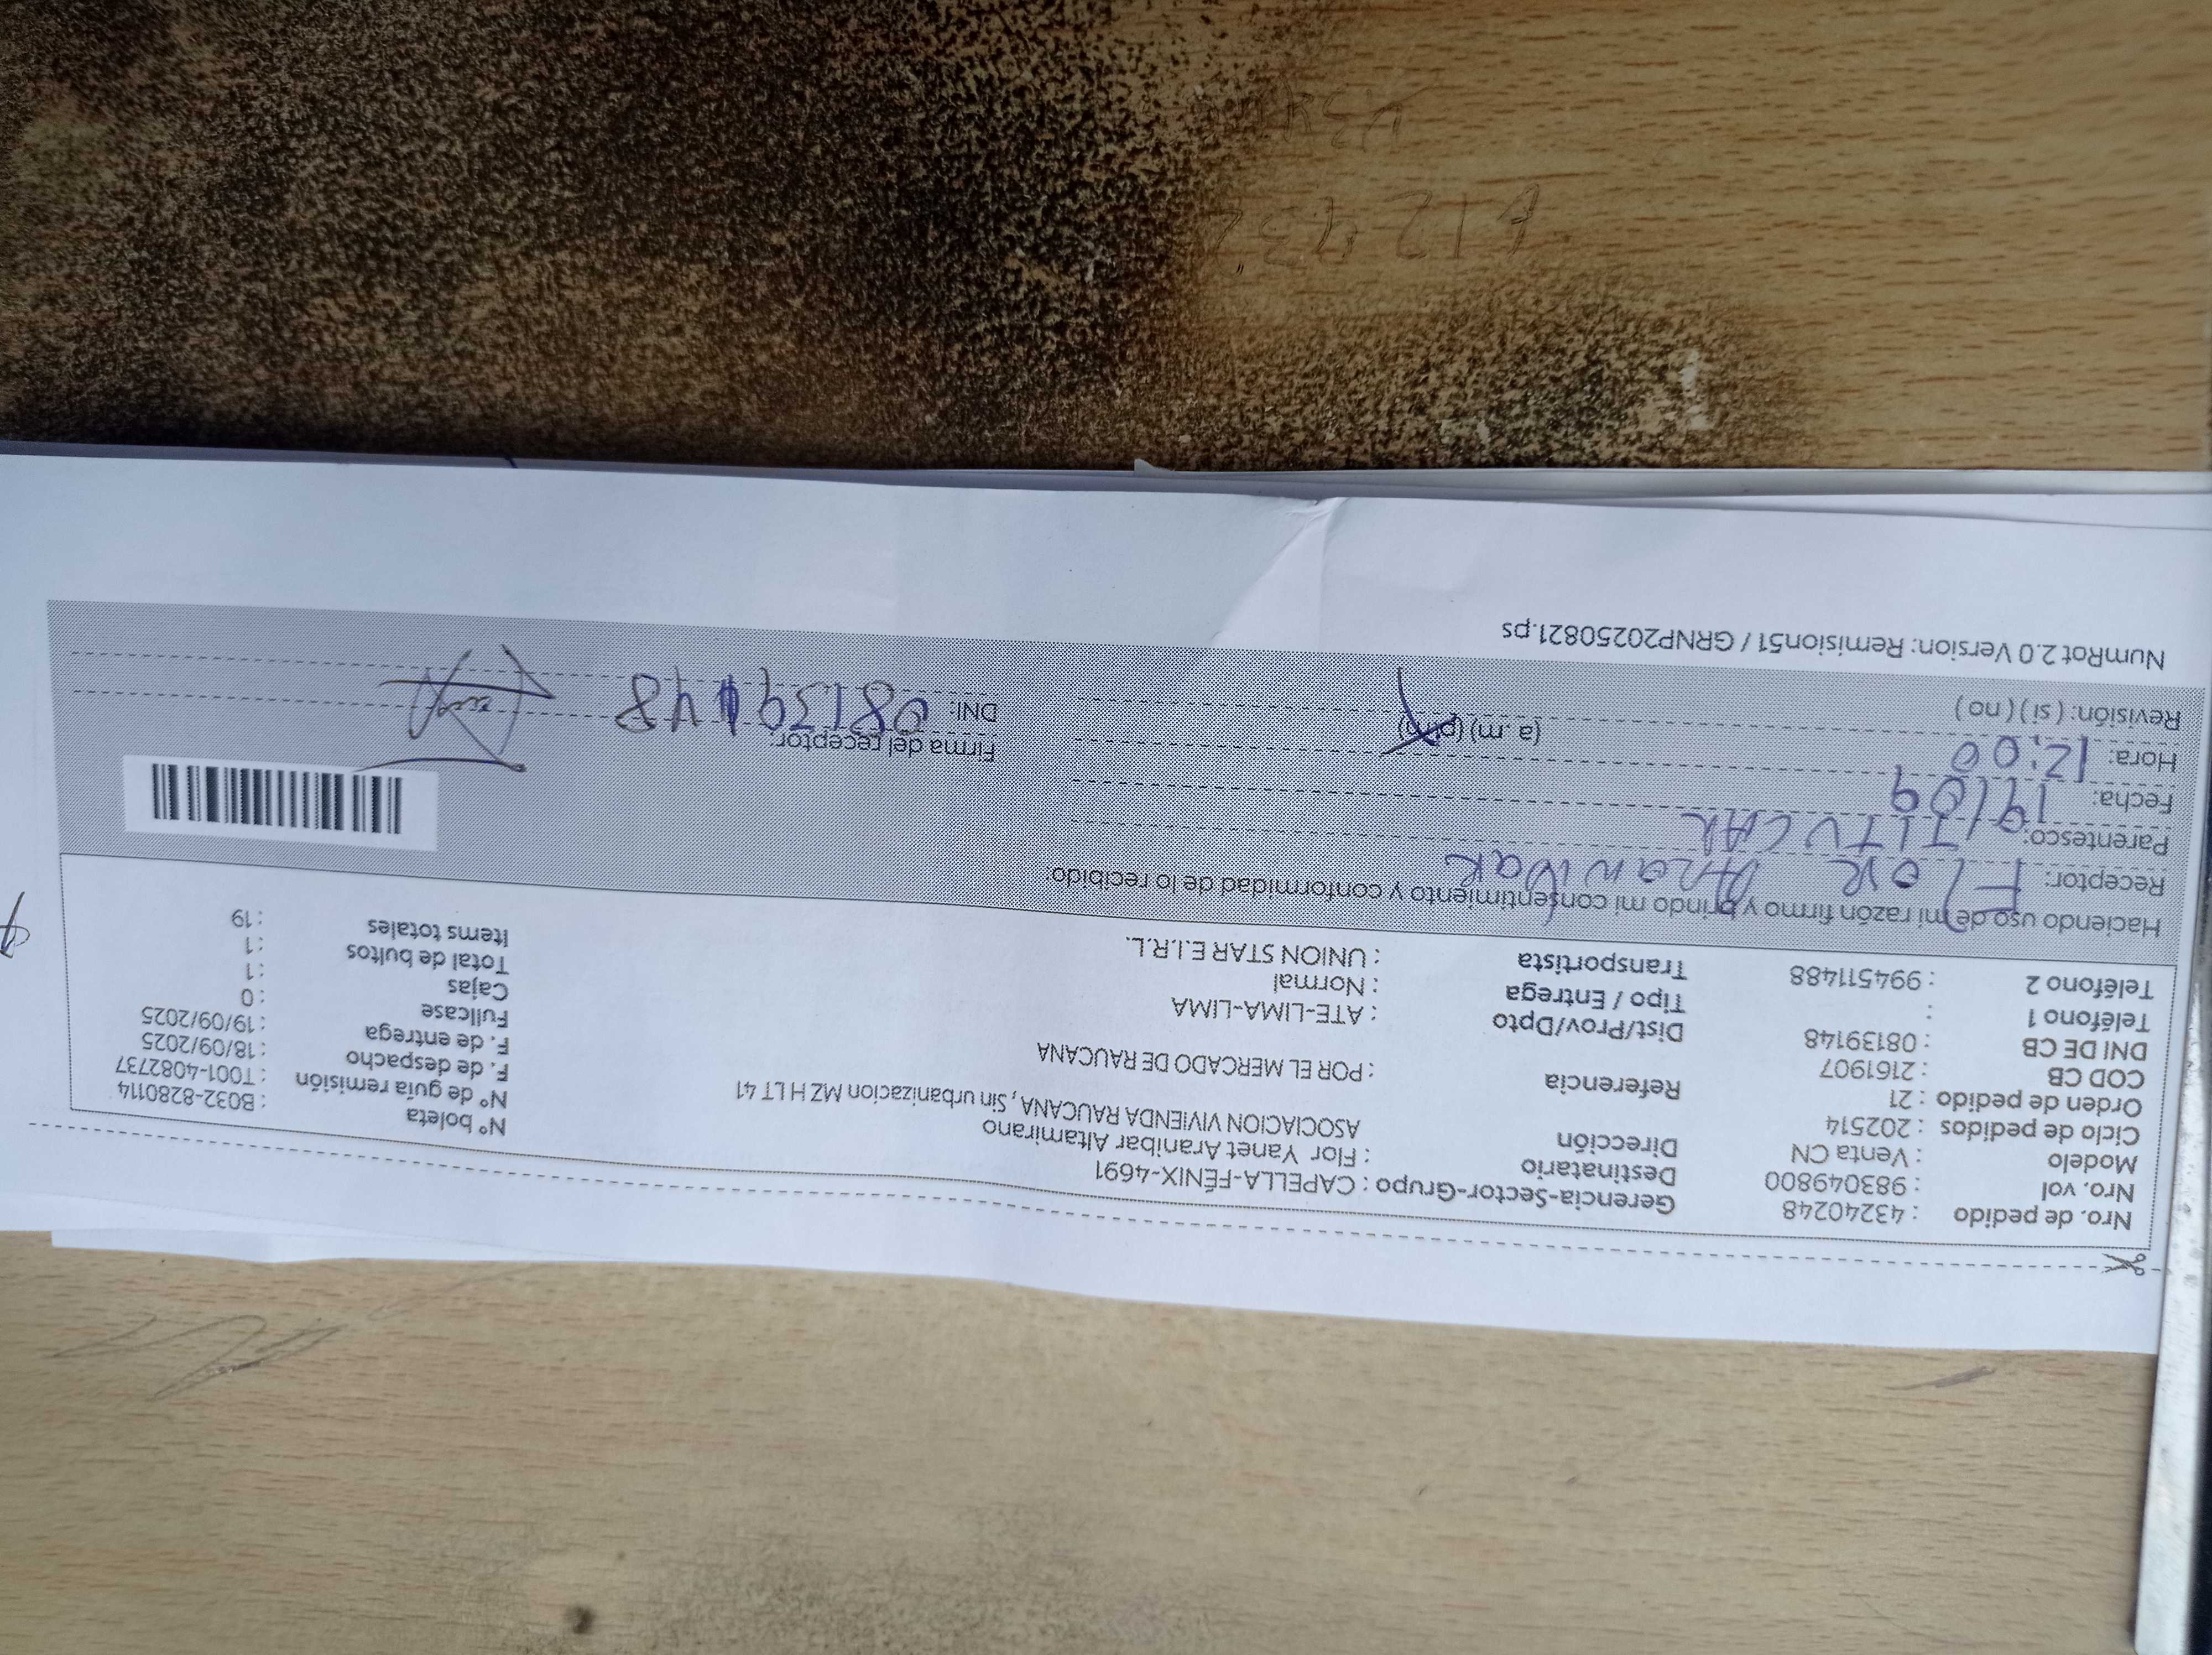 Nro. de pedido : 43240248
Nro. vol : 983049800
Modelo : Venta CN
Ciclo de pedidos : 202514
Orden de pedido : 21
COD CB : 2161907
DNI DE CB : 08139148
Teléfono 1 :
Teléfono 2 : 994511488
Gerencia-Sector-Grupo : CAPELLA-FÉNIX-4691
Destinatario : Flor Yanet Aranibar Altamirano
Dirección ASOCIACION VIVIENDA RAUCANA, Sin urbanizacion MZ H LT 41
Referencia : POR EL MERCADO DE RAUCANA
Dist/Prov/Dpto : ATE-LIMA-LIMA
Tipo / Entrega : Normal
Transportista : UNION STAR E.I.R.L.
N° boleta : B032-8280114
N° de guía remisión : T001-4082737
F. de despacho : 18/09/2025
F. de entrega : 19/09/2025
Fullcase : 0
Cajas : 1
Total de bultos : 1
Items totales : 19
Haciendo uso de mi razón firmo y brindo mi consentimiento y conformidad de lo recibido:
Receptor: Flor Aranibar
Parentesco: TITUCAR
Fecha: 19/09
Hora: 12:00 (a .m) (p.m)
Revisión: ( si ) ( no )
Firma del receptor:
DNI: 08139148
NumRot 2.0 Version: Remision51 / GRNP20250821.ps